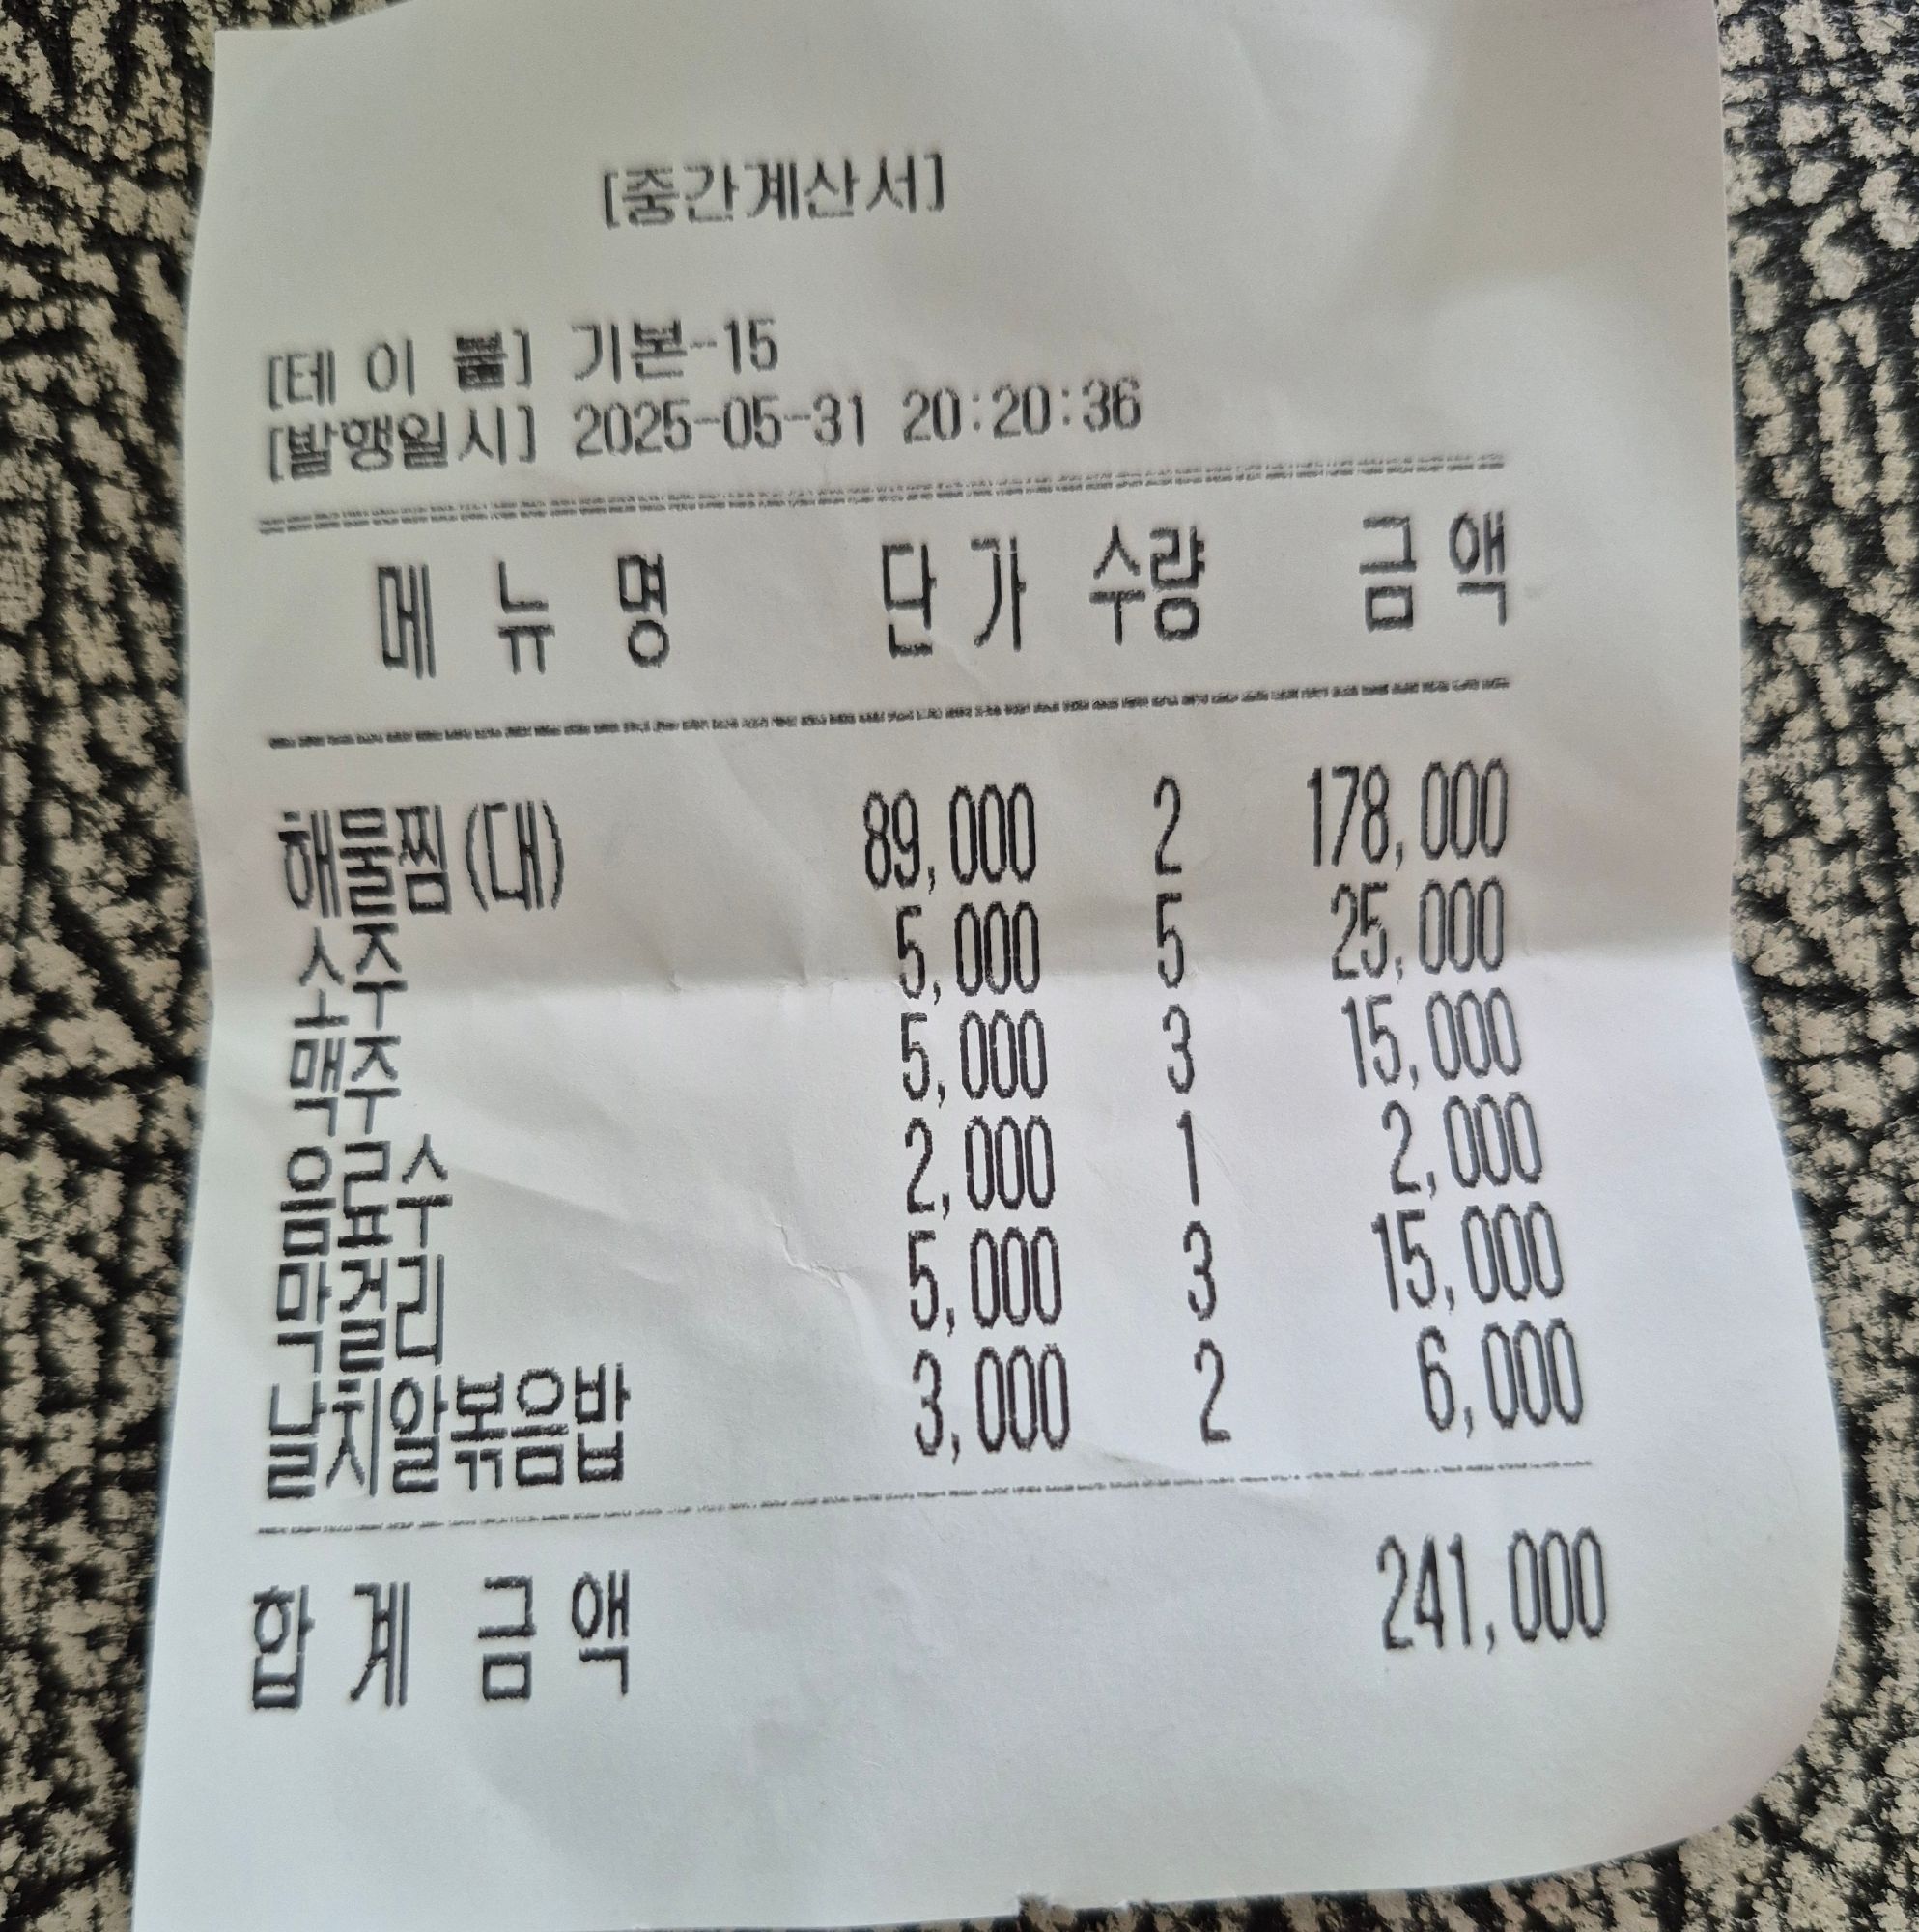 [중간계산서]
[테 이 블] 기본-15
[발행일시] 2025-05-31 20:20:36
메 뉴 명 단 가 수량 금 액
해물찜(대) 89,000 2 178,000
소주 5,000 5 25,000
맥주 5,000 3 15,000
음료수 2,000 1 2,000
막걸리 5,000 3 15,000
날치알볶음밥 3,000 2 6,000
합 계 금 액 241,000